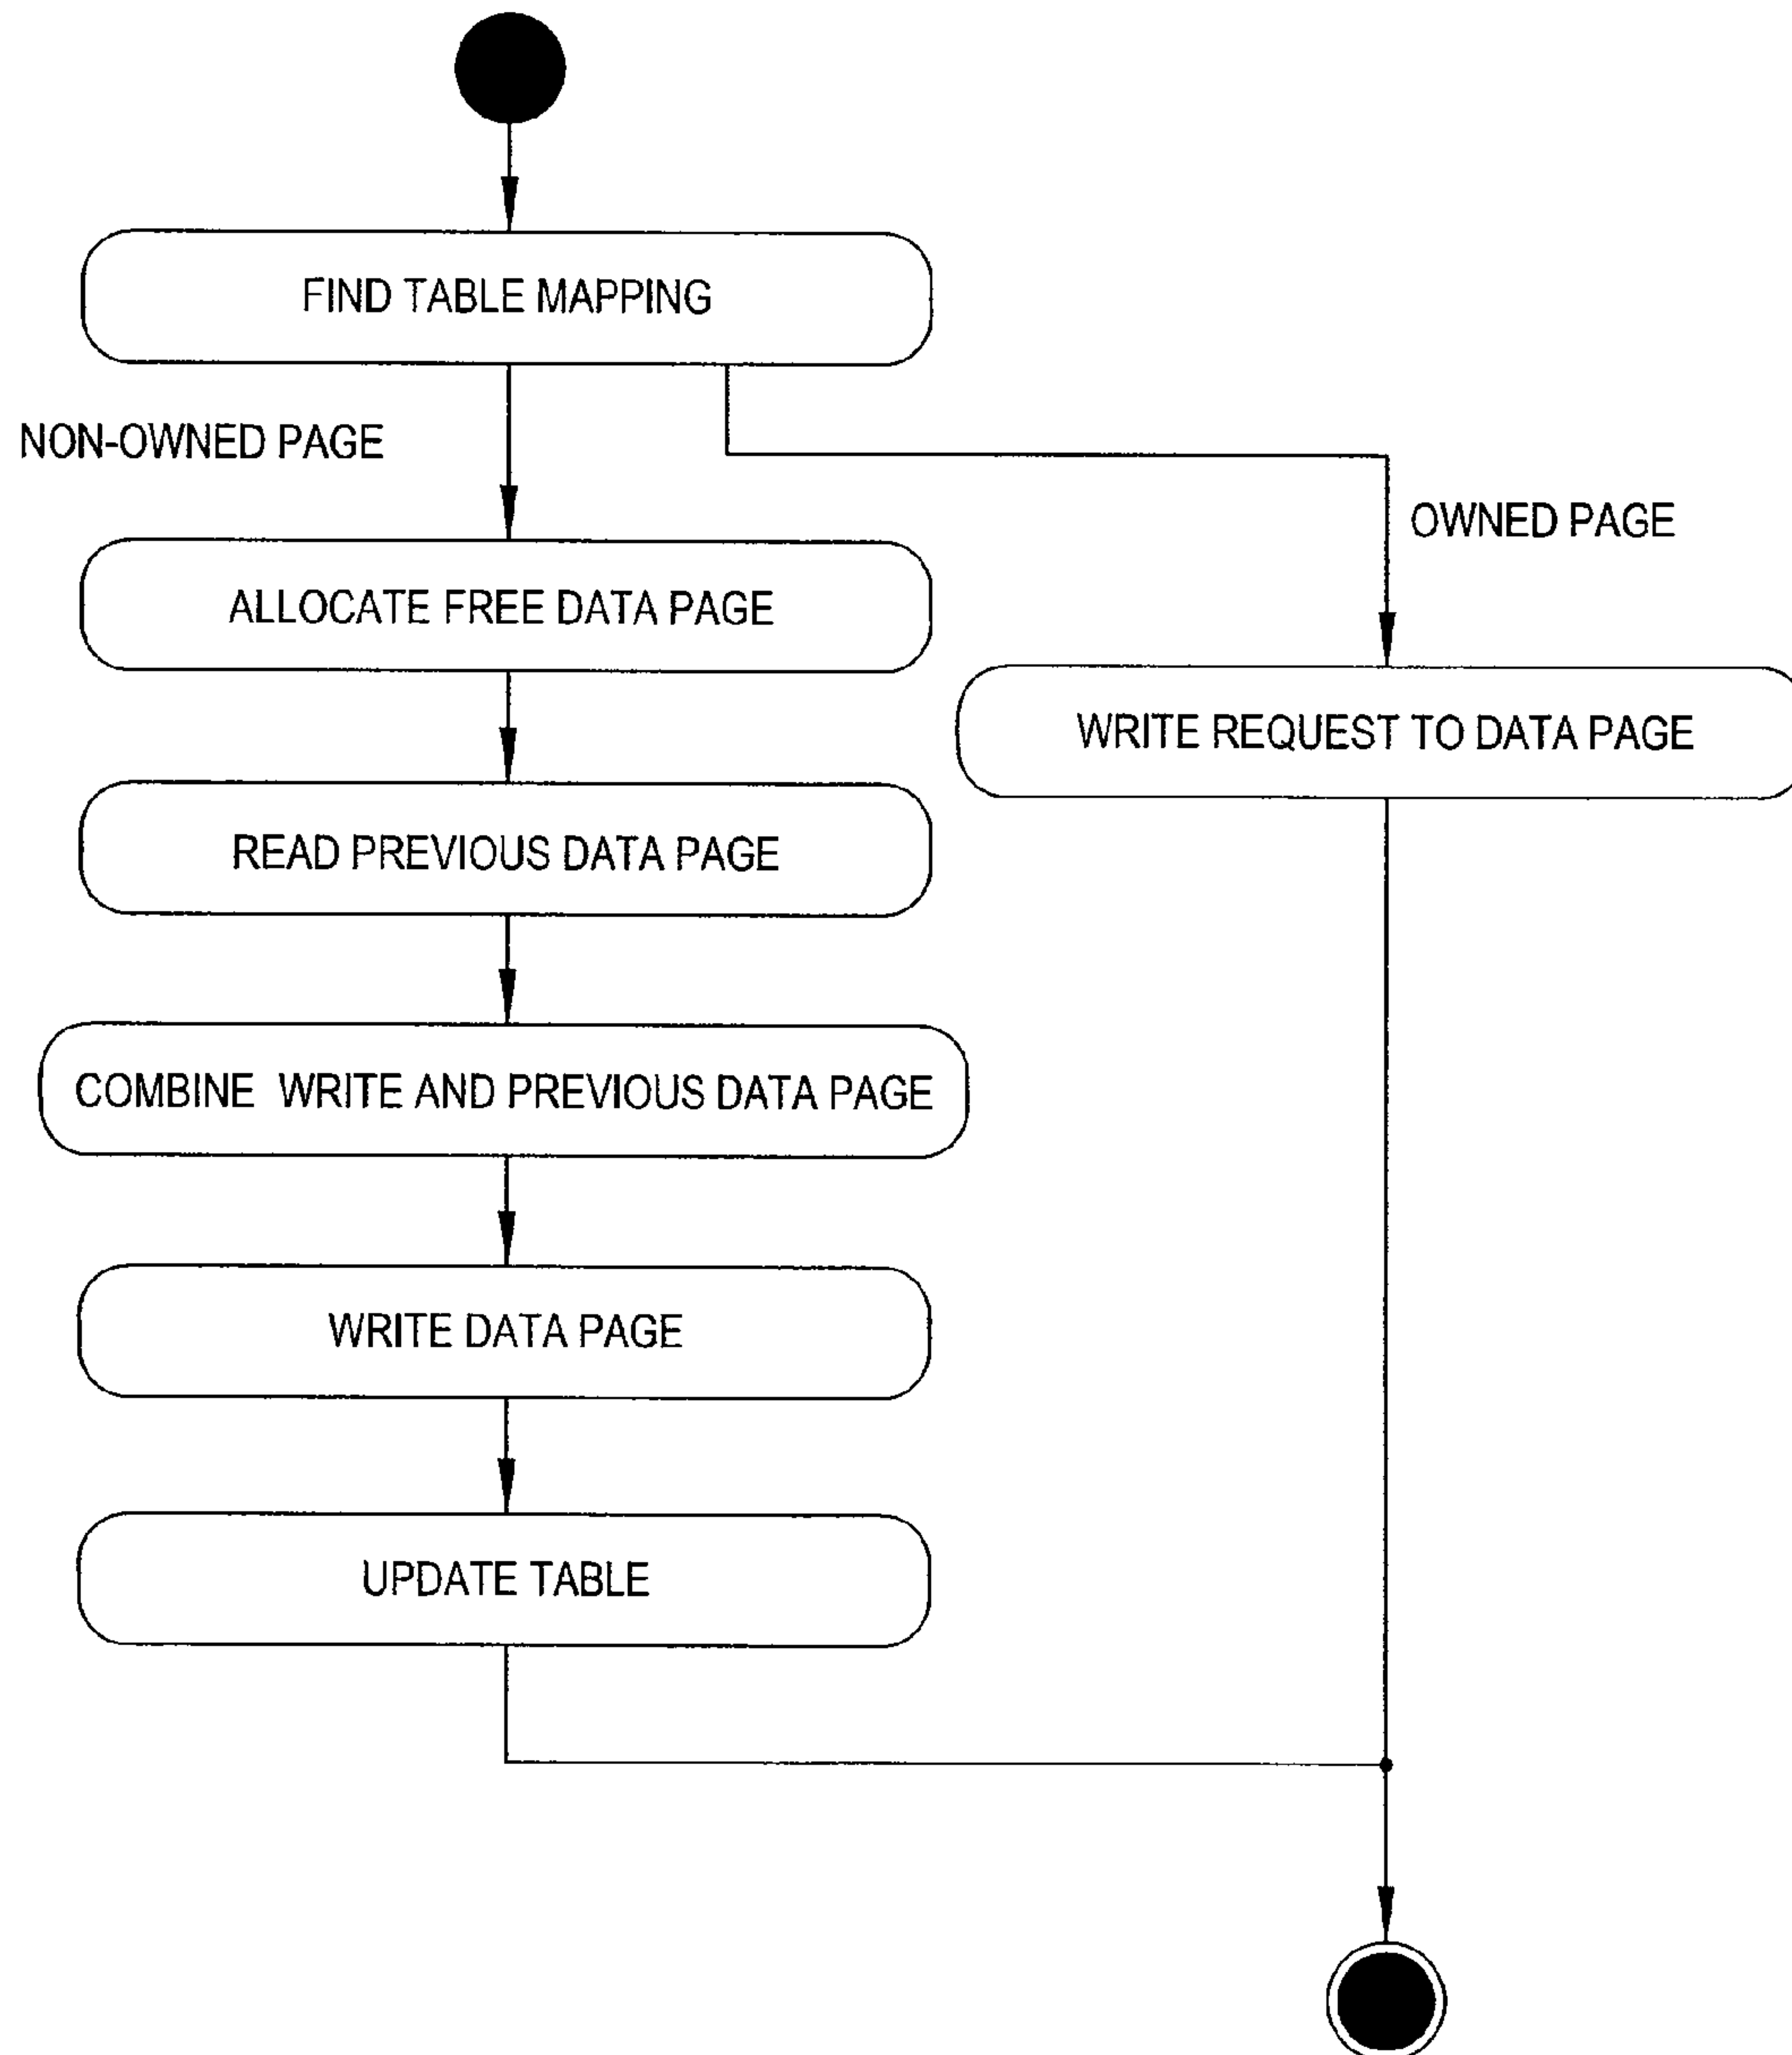 FIND TABLE MAPPING
NON-OWNED PAGE
OWNED PAGE
ALLOCATE FREE DATA PAGE
WRITE REQUEST TO DATA PAGE
READ PREVIOUS DATA PAGE
COMBINE WRITE AND PREVIOUS DATA PAGE
WRITE DATA PAGE
UPDATE TABLE